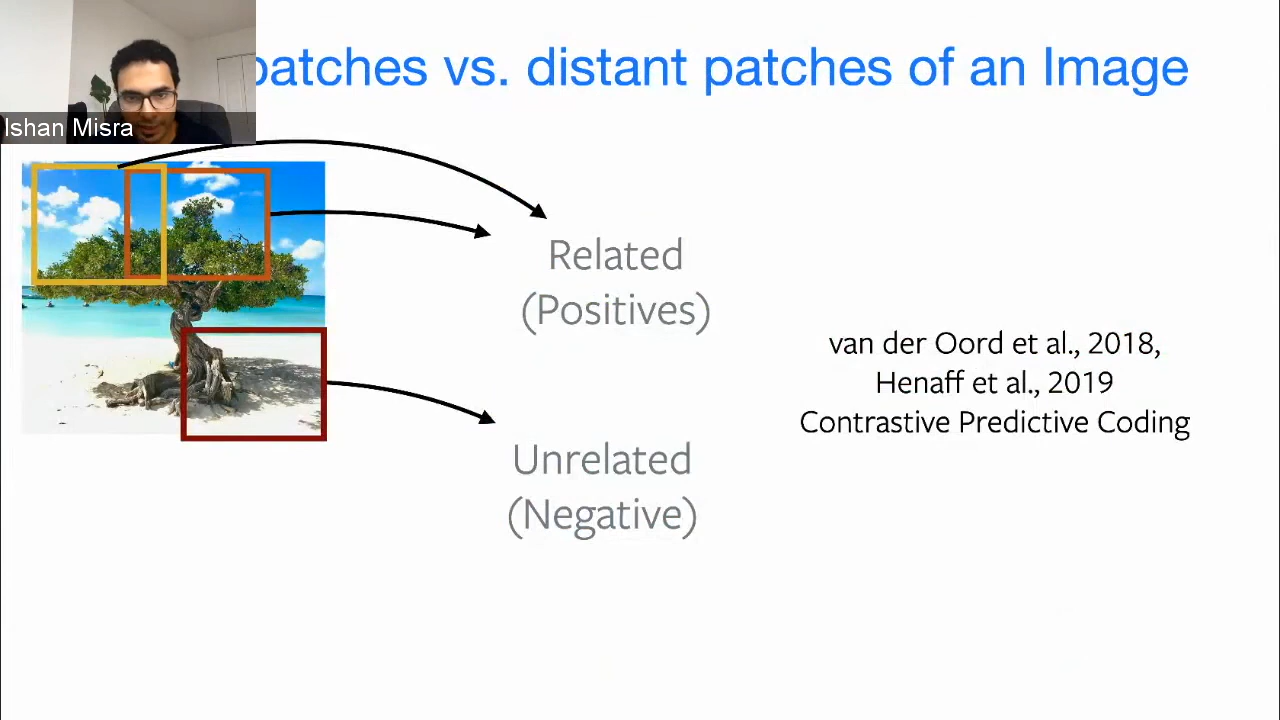 patches vs. distant patches of an Image
Ishan Misra
Related
(Positives)
van der Oord et al., 2018,
Henaff et al., 2019
Contrastive Predictive Coding
Unrelated
(Negative)